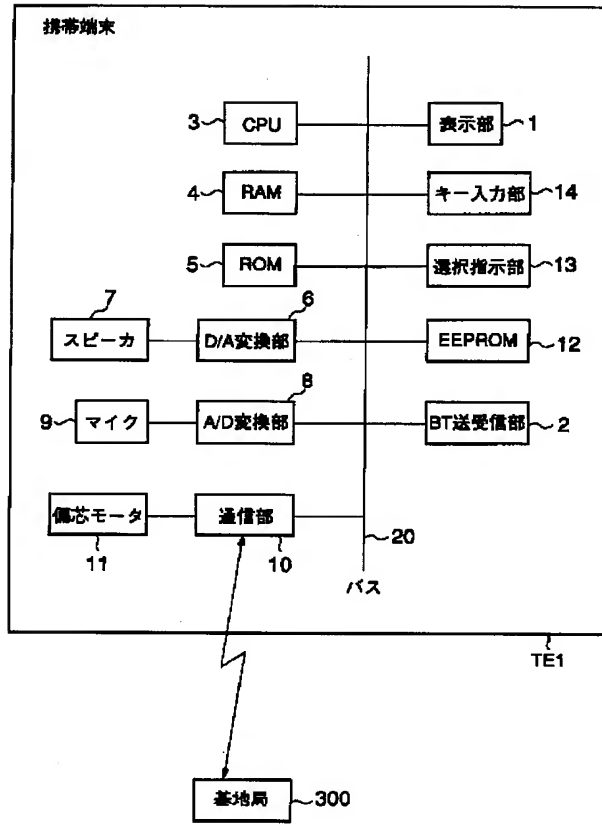 携帯端末
3 CPU 表示部 1
4 RAM キー入力部 14
5 ROM 選択指示部 13
7 6
スピーカ D/A変換部 EEPROM 12
8
9 マイク A/D変換部 BT送受信部 2
偏芯モータ 通信部
11 10 20
バス
TE1
基地局 300